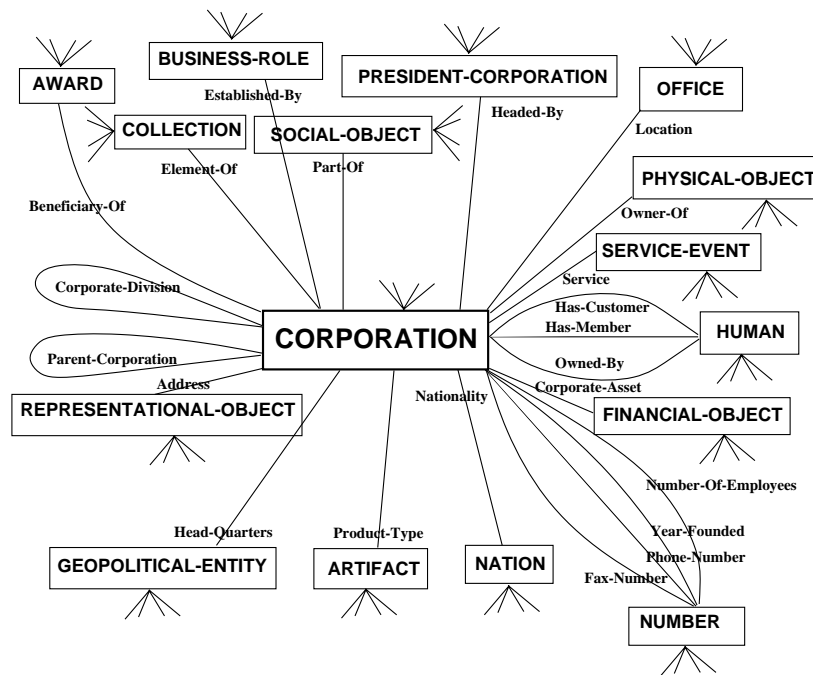 BUSINESS-ROLE
PRESIDENT-CORPORATION
AWARD
OFFICE
Established-By
Headed-By
COLLECTION
SOCIAL-OBJECT
Location
Element-Of
Part-Of
PHYSICAL-OBJECT
Beneficiary-Of
Owner-Of
SERVICE-EVENT
Service
Corporate-Division
Has-Customer
CORPORATION
Has-Member
HUMAN
Parent-Corporation
Owned-By
Address
Nationality
Corporate-Asset
REPRESENTATIONAL-OBJECT
FINANCIAL-OBJECT
Number-Of-Employees
Head-Quarters
Product-Type
Year-Founded
Phone-Number
GEOPOLITICAL-ENTITY
ARTIFACT
NATION
Fax-Number
NUMBER